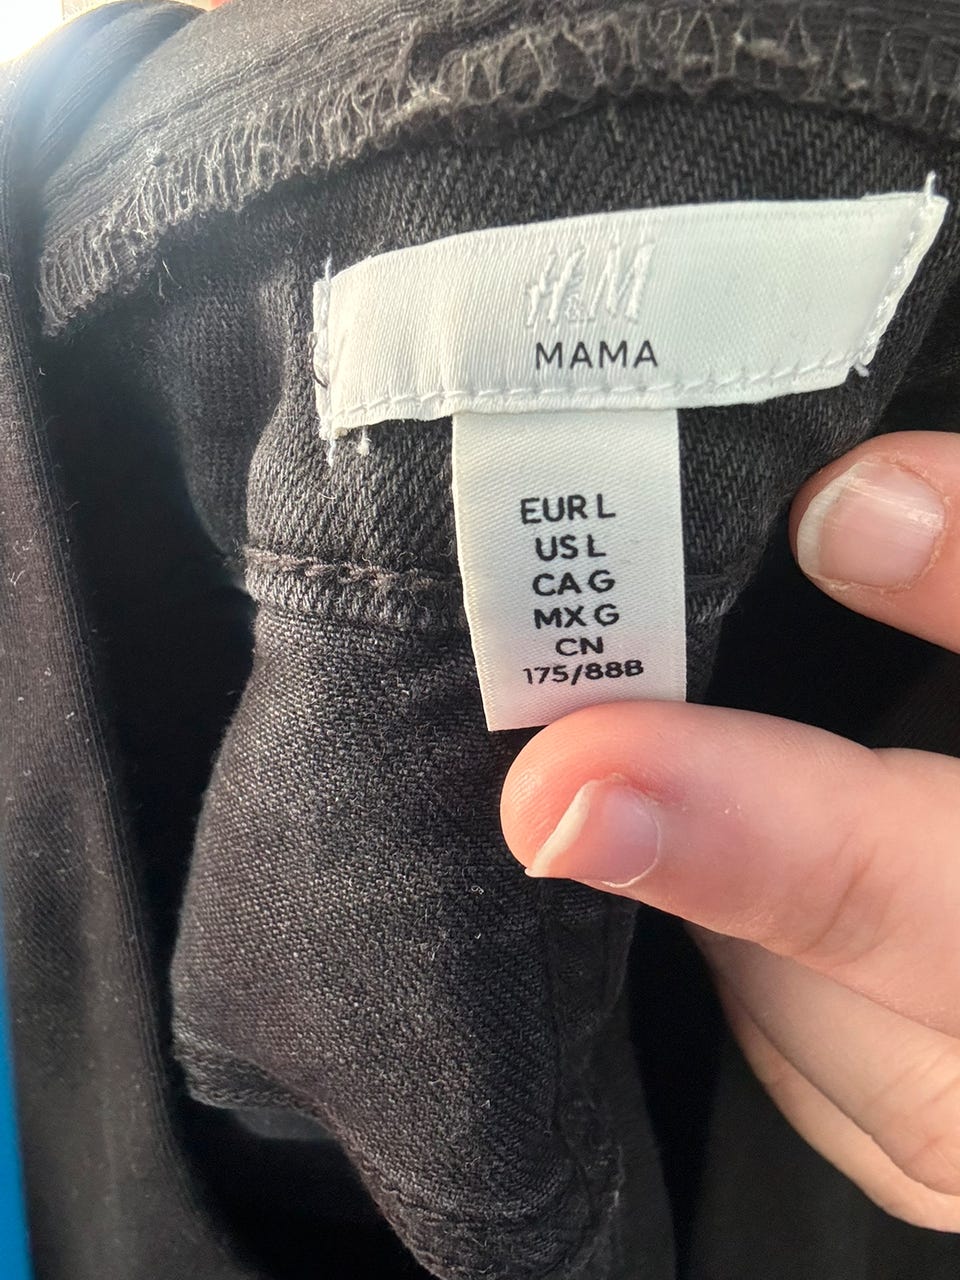 H&M
MAMA
EUR L
US L
CA G
MX G
CN
175/88B